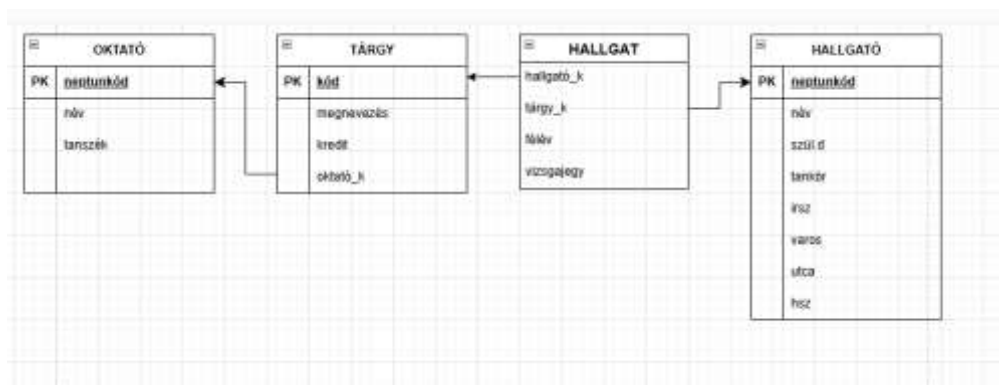 OKTATÓ
PK neptunkód
név
tanszék
TÁRGY
PK kód
megnevezés
kredit
oktató_k
HALLGAT
hallgató_k
tárgy_k
félév
vizsgajegy
HALLGATÓ
PK neptunkód
név
szül.d
tankör
irsz
varos
utca
hsz